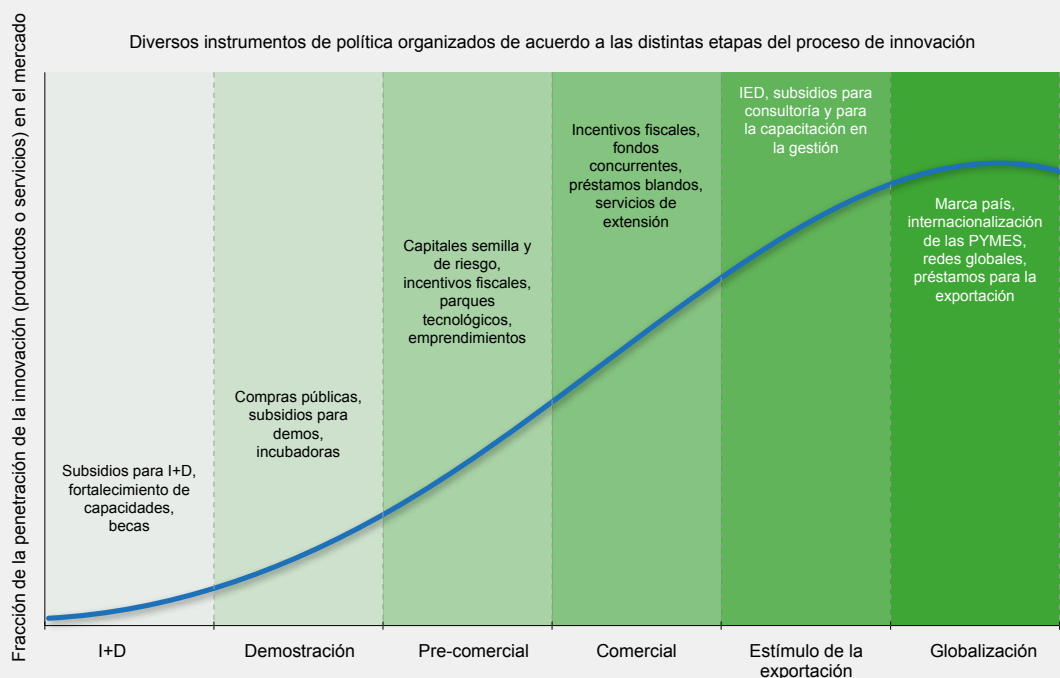 Diversos instrumentos de política organizados de acuerdo a las distintas etapas del proceso de innovación
Fracción de la penetración de la innovación (productos o servicios) en el mercado
Subsidios para I+D,
fortalecimiento de
capacidades,
becas
Compras públicas,
subsidios para
demos,
incubadoras
Capitales semilla y
de riesgo,
incentivos fiscales,
parques
tecnológicos,
emprendimientos
Incentivos fiscales,
fondos
concurrentes,
préstamos blandos,
servicios de
extensión
IED, subsidios para
consultoría y para
la capacitación en
la gestión
Marca país,
internacionalización
de las PYMES,
redes globales,
préstamos para la
exportación
I+D
Demostración
Pre-comercial
Comercial
Estímulo de la
exportación
Globalización